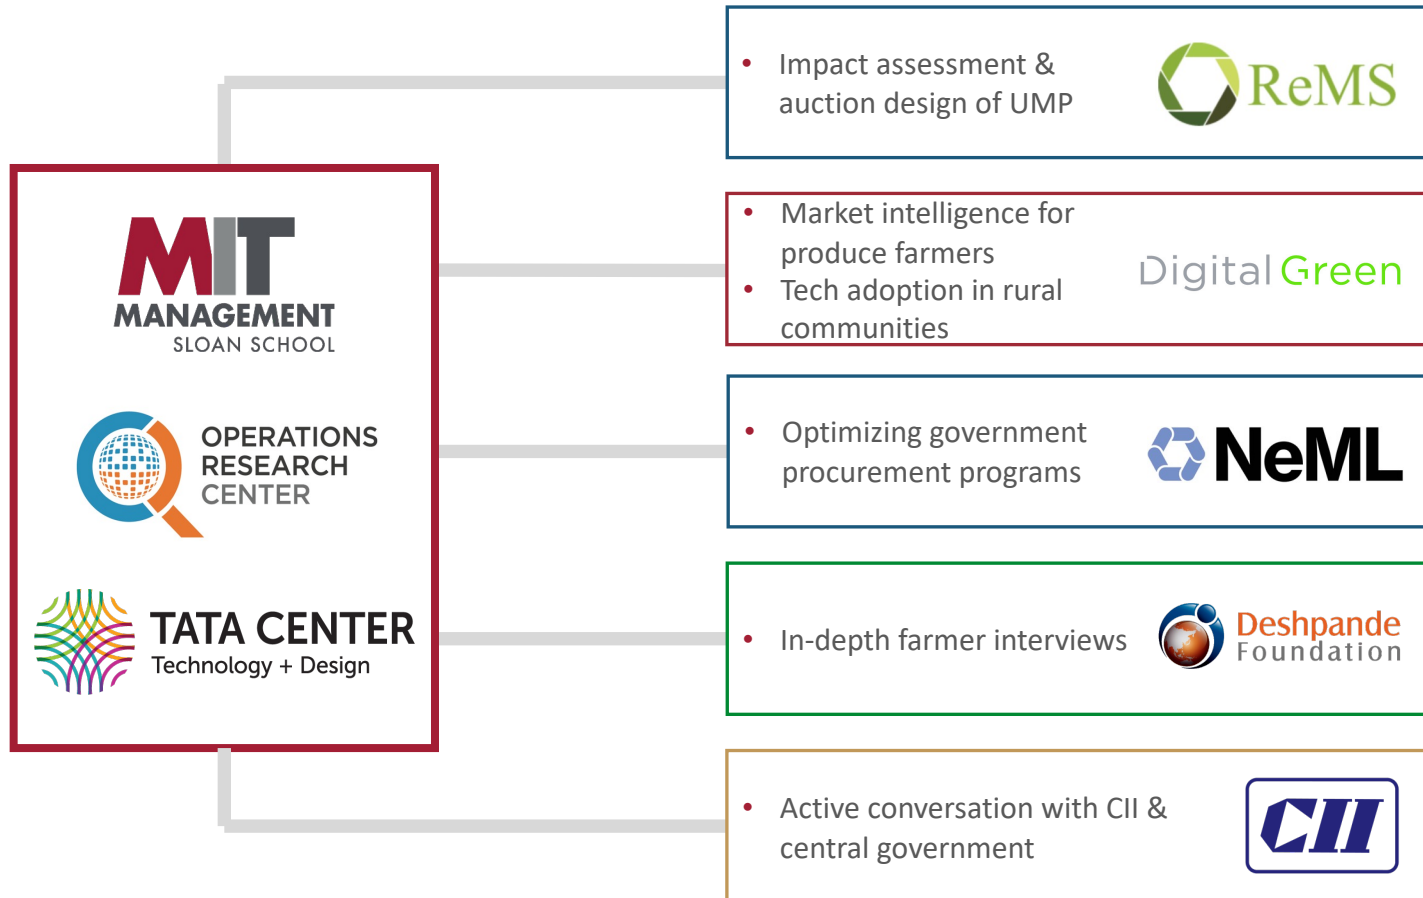 MIT
MANAGEMENT
SLOAN SCHOOL
OPERATIONS
RESEARCH
CENTER
TATA CENTER
Technology + Design
• Impact assessment &
auction design of UMP
ReMS
• Market intelligence for
produce farmers
• Tech adoption in rural
communities
Digital Green
• Optimizing government
procurement programs
NeML
• In-depth farmer interviews
Deshpande
Foundation
• Active conversation with CII &
central government
CII